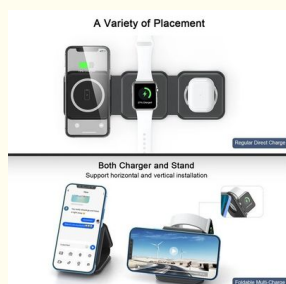 A Variety of Placement
Regular Direct Charge
Both Charger and Stand
Support horizontal and vertical installation
Foldable Multi-Charge